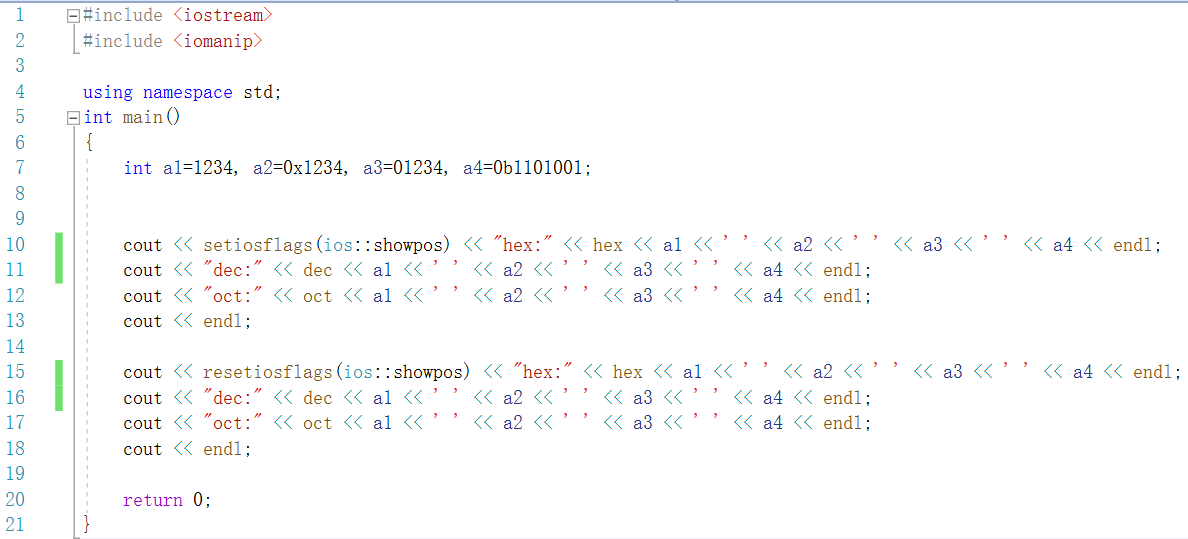 1 #include <iostream>
2 #include <iomanip>
3
4 using namespace std;
5 int main()
6 {
7 int a1=1234, a2=0x1234, a3=01234, a4=0b1101001;
8
9
10 cout << setiosflags(ios::showpos) << "hex:" << hex << a1 << ' ' << a2 << ' ' << a3 << ' ' << a4 << endl;
11 cout << "dec:" << dec << a1 << ' ' << a2 << ' ' << a3 << ' ' << a4 << endl;
12 cout << "oct:" << oct << a1 << ' ' << a2 << ' ' << a3 << ' ' << a4 << endl;
13 cout << endl;
14
15 cout << resetiosflags(ios::showpos) << "hex:" << hex << a1 << ' ' << a2 << ' ' << a3 << ' ' << a4 << endl;
16 cout << "dec:" << dec << a1 << ' ' << a2 << ' ' << a3 << ' ' << a4 << endl;
17 cout << "oct:" << oct << a1 << ' ' << a2 << ' ' << a3 << ' ' << a4 << endl;
18 cout << endl;
19
20 return 0;
21 }